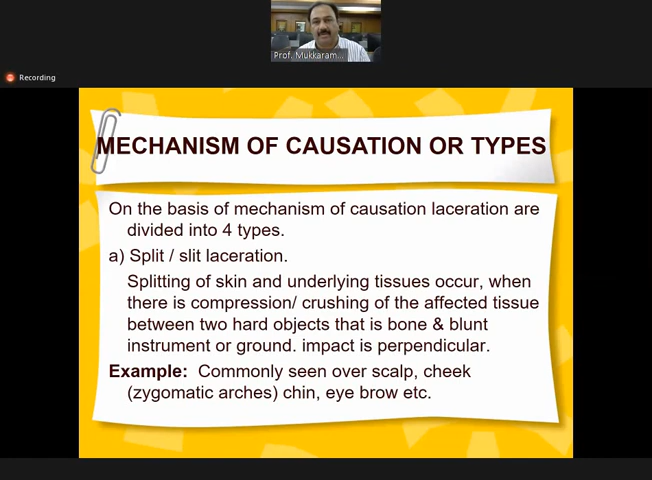 Prof. Mukkaram...
Recording
MECHANISM OF CAUSATION OR TYPES
On the basis of mechanism of causation laceration are
divided into 4 types.
a) Split / slit laceration.
Splitting of skin and underlying tissues occur, when
there is compression/ crushing of the affected tissue
between two hard objects that is bone & blunt
instrument or ground. impact is perpendicular.
Example: Commonly seen over scalp, cheek
(zygomatic arches) chin, eye brow etc.